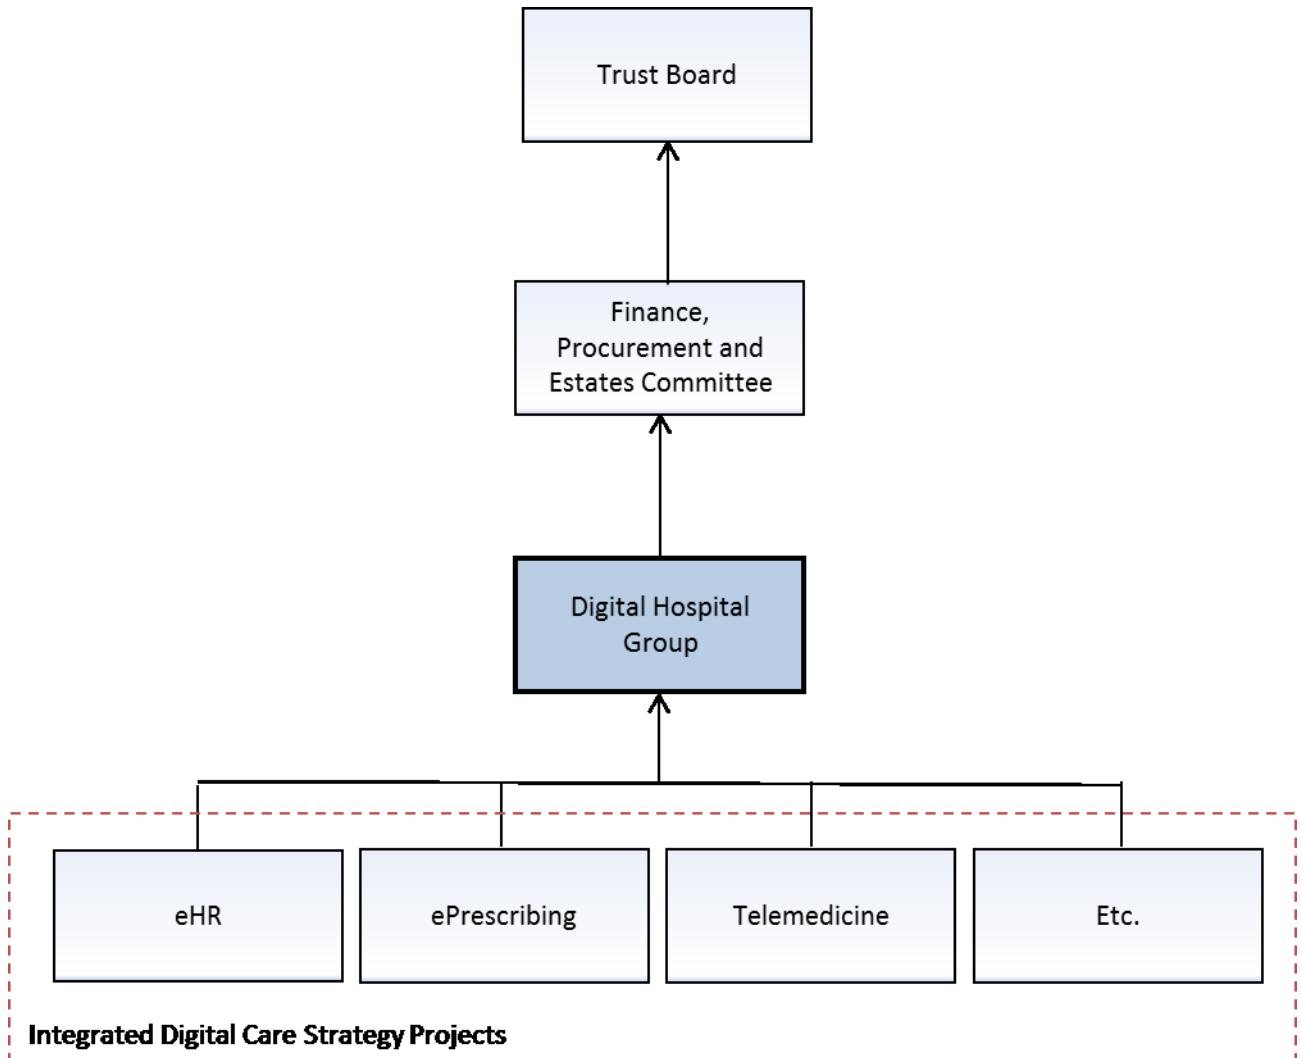 Trust Board
Finance,
Procurement and
Estates Committee
Digital Hospital
Group
eHR
ePrescribing
Telemedicine
Etc.
Integrated Digital Care Strategy Projects